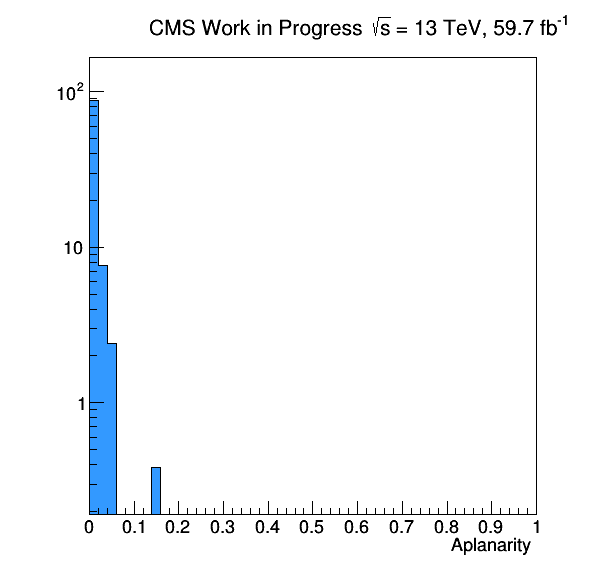 CMS Work in Progress √s = 13 TeV, 59.7 fb⁻¹
10²
10
1
0 0.1 0.2 0.3 0.4 0.5 0.6 0.7 0.8 0.9 1
Aplanarity